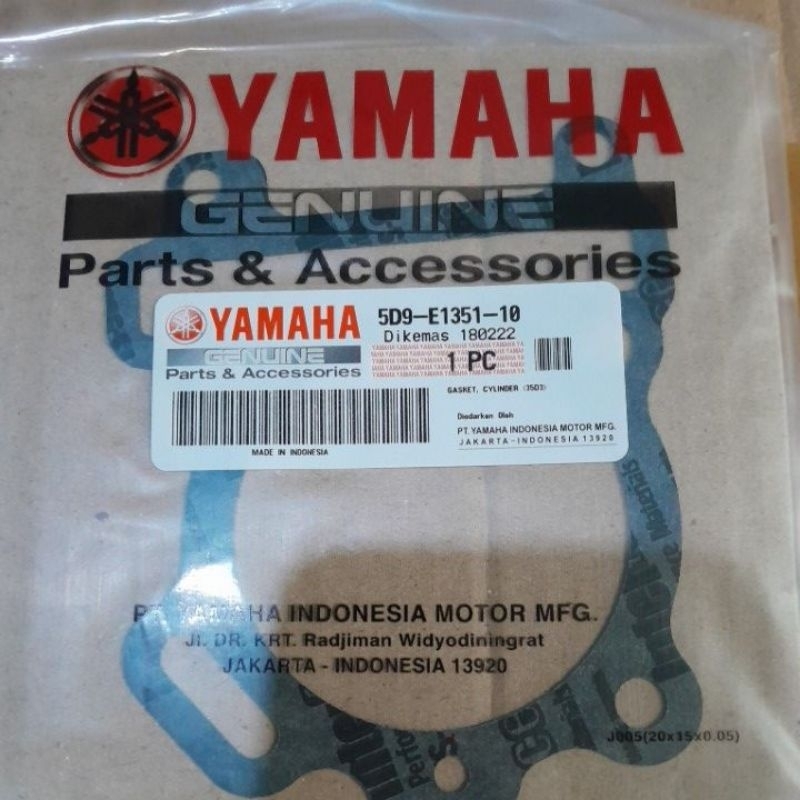 YAMAHA
GENUINE
Parts & Accessories
YAMAHA
GENUINE
Parts & Accessories
5D9-E1351-10
Dikemas 180222
1 PC
GASKET, CYLINDER (35D3)
Diedarkan Oleh
PT. YAMAHA INDONESIA MOTOR MFG.
JAKARTA-INDONESIA 13920
MADE IN INDONESIA
PT. YAMAHA INDONESIA MOTOR MFG.
Jl. DR. KRT. Radjiman Widyodiningrat
JAKARTA - INDONESIA 13920
J005(20x15x0.05)
Materials